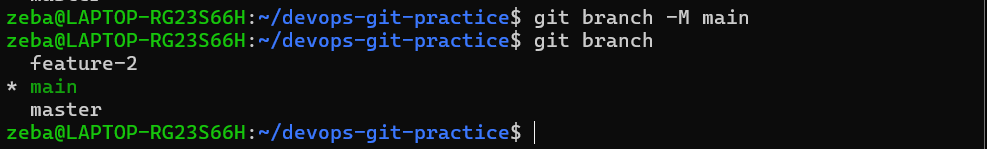 zeba@LAPTOP-RG23S66H:~/devops-git-practice$ git branch -M main
zeba@LAPTOP-RG23S66H:~/devops-git-practice$ git branch
  feature-2
* main
  master
zeba@LAPTOP-RG23S66H:~/devops-git-practice$